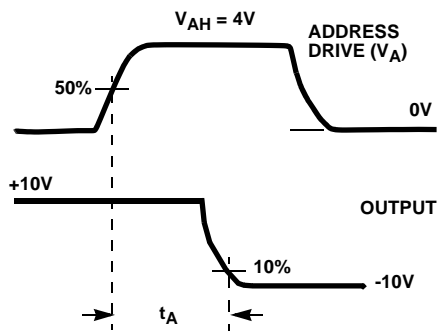 V_AH = 4V
ADDRESS
DRIVE (V_A)
50%
0V
+10V
OUTPUT
10%
-10V
t_A